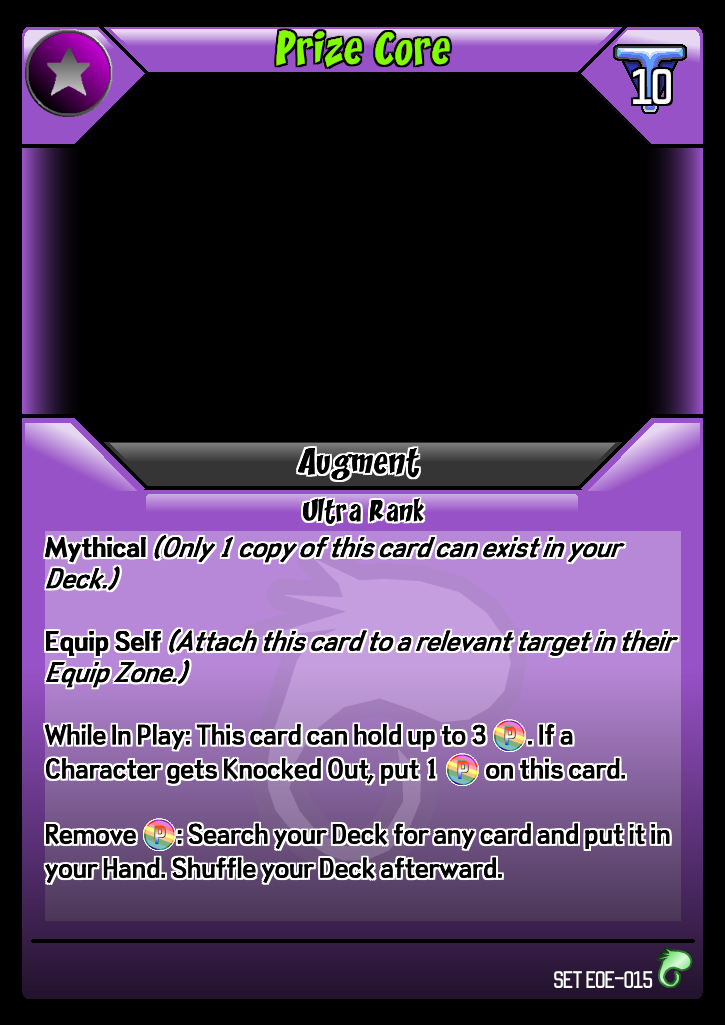 Prize Core
10
Augment
Ultra Rank
Mythical (Only 1 copy of this card can exist in your
Deck.)
Equip Self (Attach this card to a relevant target in their
Equip Zone.)
While In Play: This card can hold up to 3 P. If a
Character gets Knocked Out, put 1 P on this card.
Remove P: Search your Deck for any card and put it in
your Hand. Shuffle your Deck afterward.
SET EOE-015